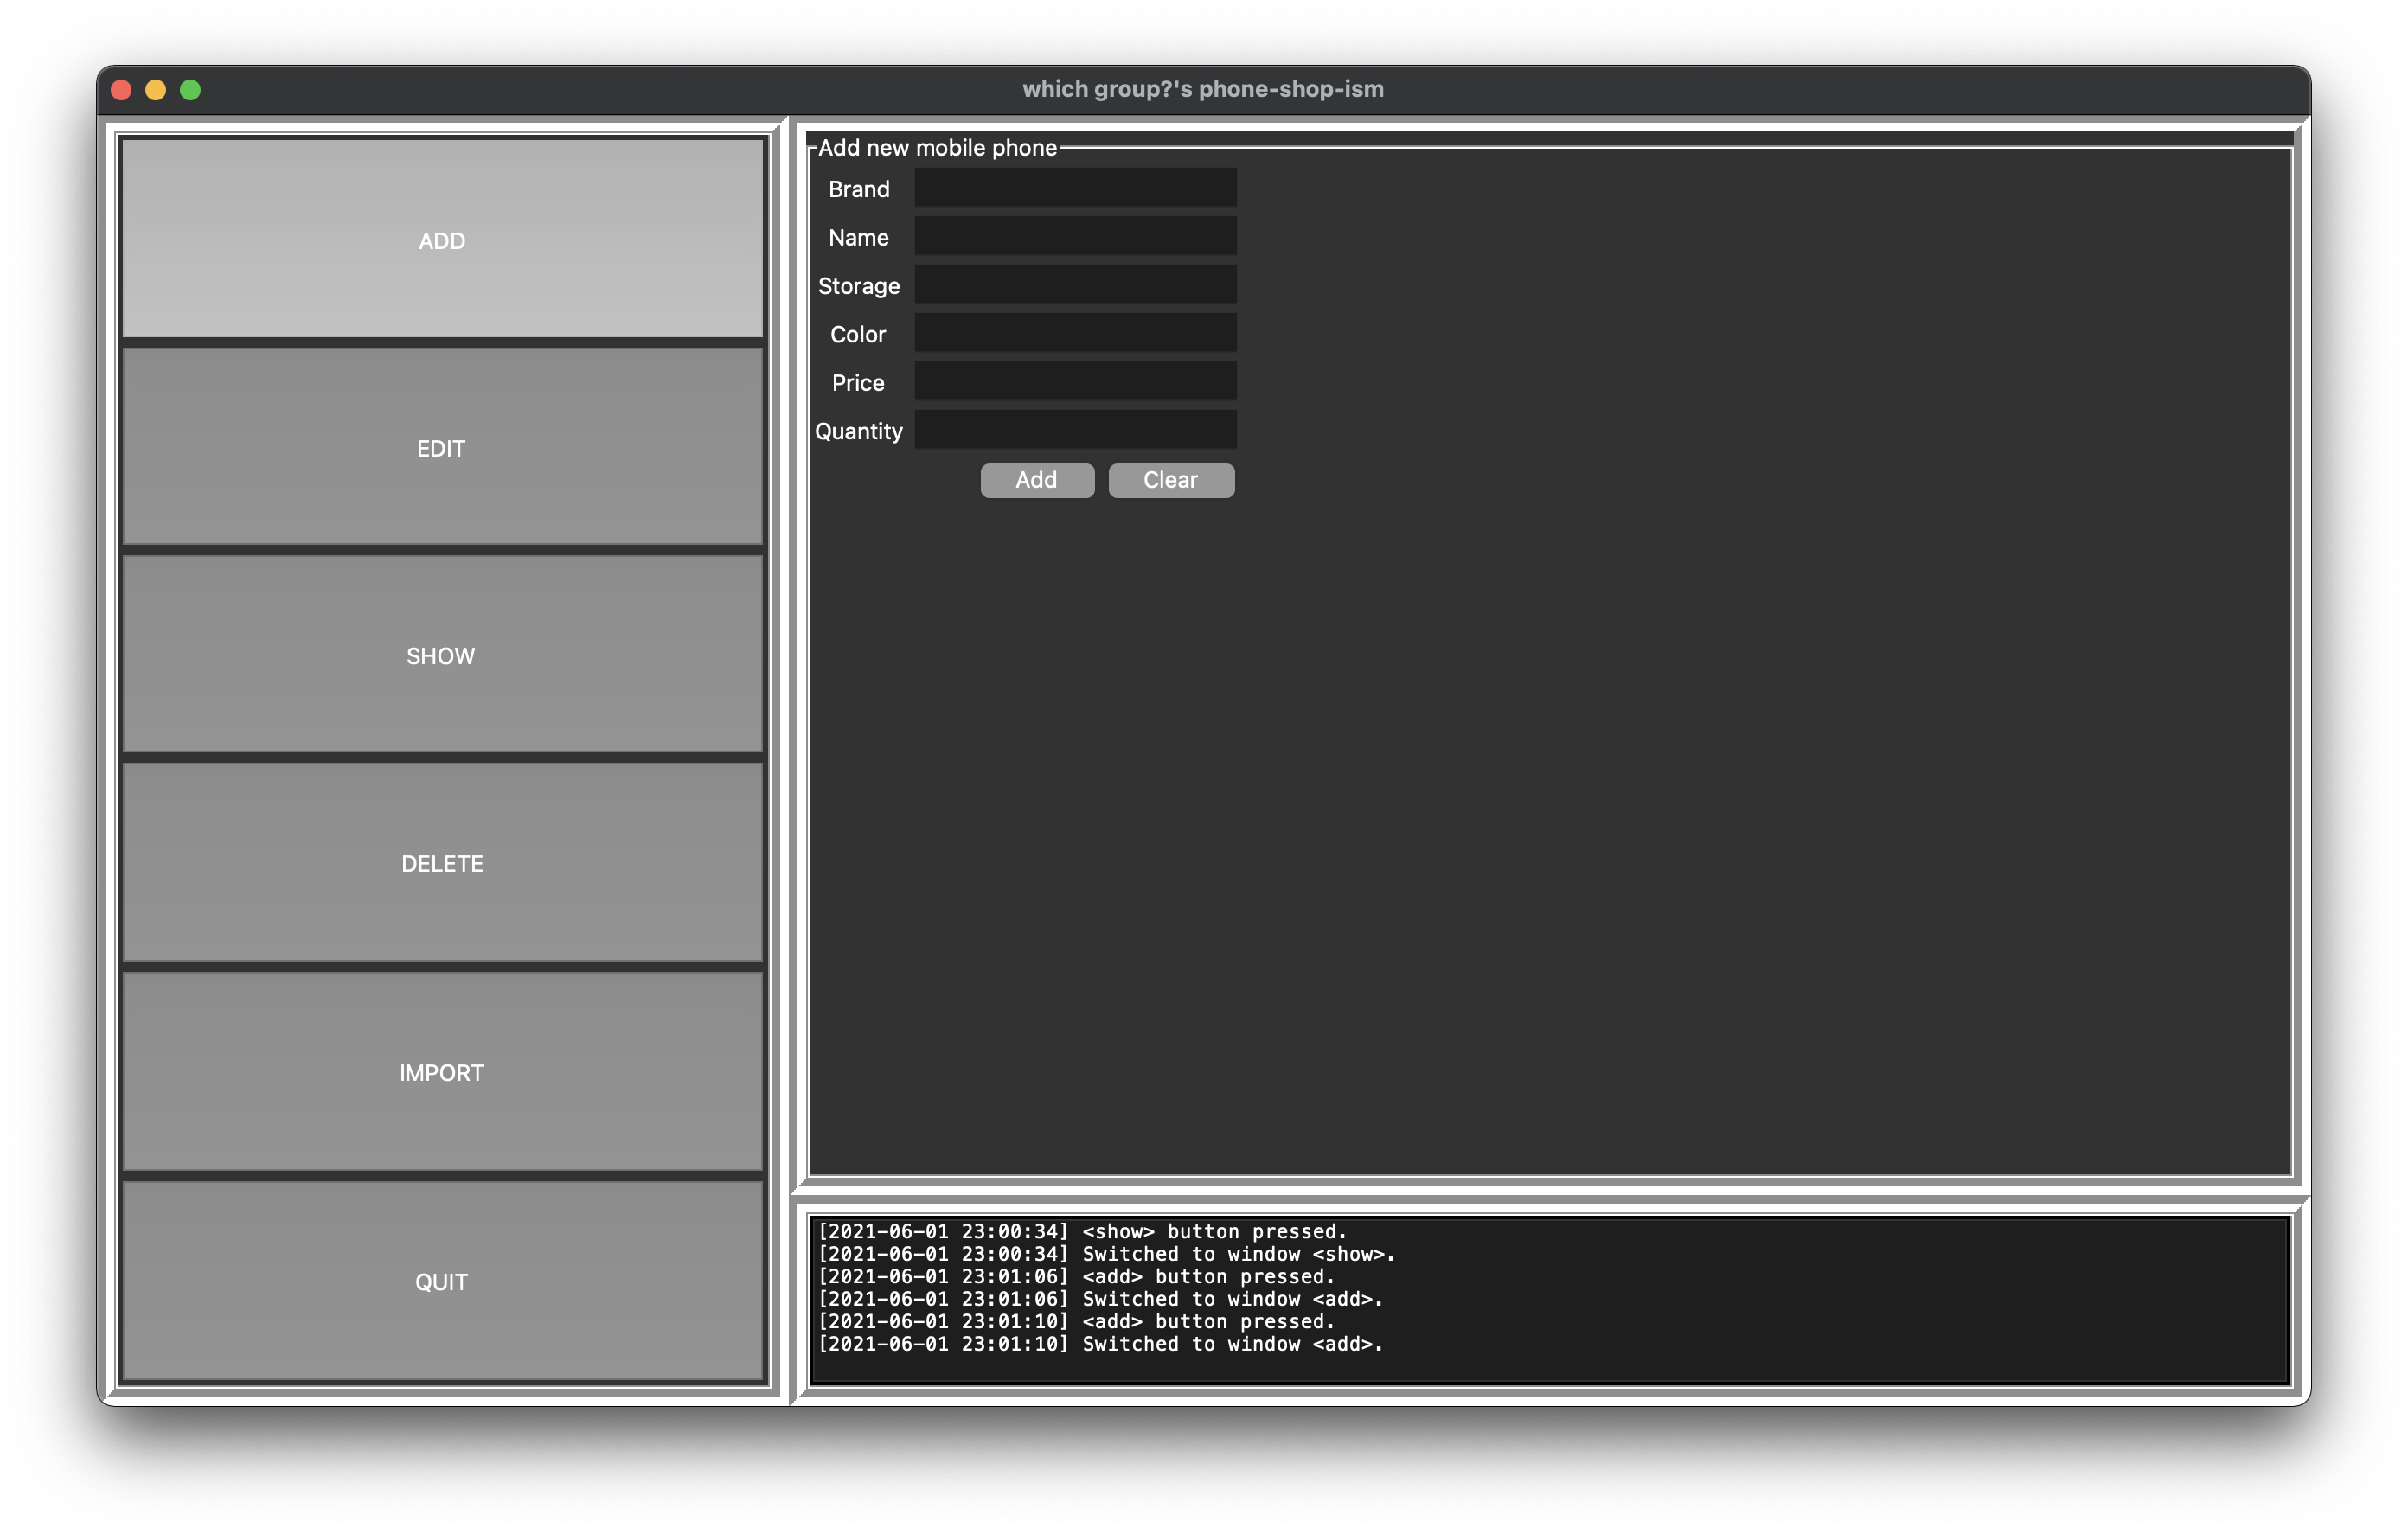 which group?'s phone-shop-ism
ADD
EDIT
SHOW
DELETE
IMPORT
QUIT
Add new mobile phone
Brand
Name
Storage
Color
Price
Quantity
Add Clear
[2021-06-01 23:00:34] <show> button pressed.
[2021-06-01 23:00:34] Switched to window <show>.
[2021-06-01 23:01:06] <add> button pressed.
[2021-06-01 23:01:06] Switched to window <add>.
[2021-06-01 23:01:10] <add> button pressed.
[2021-06-01 23:01:10] Switched to window <add>.